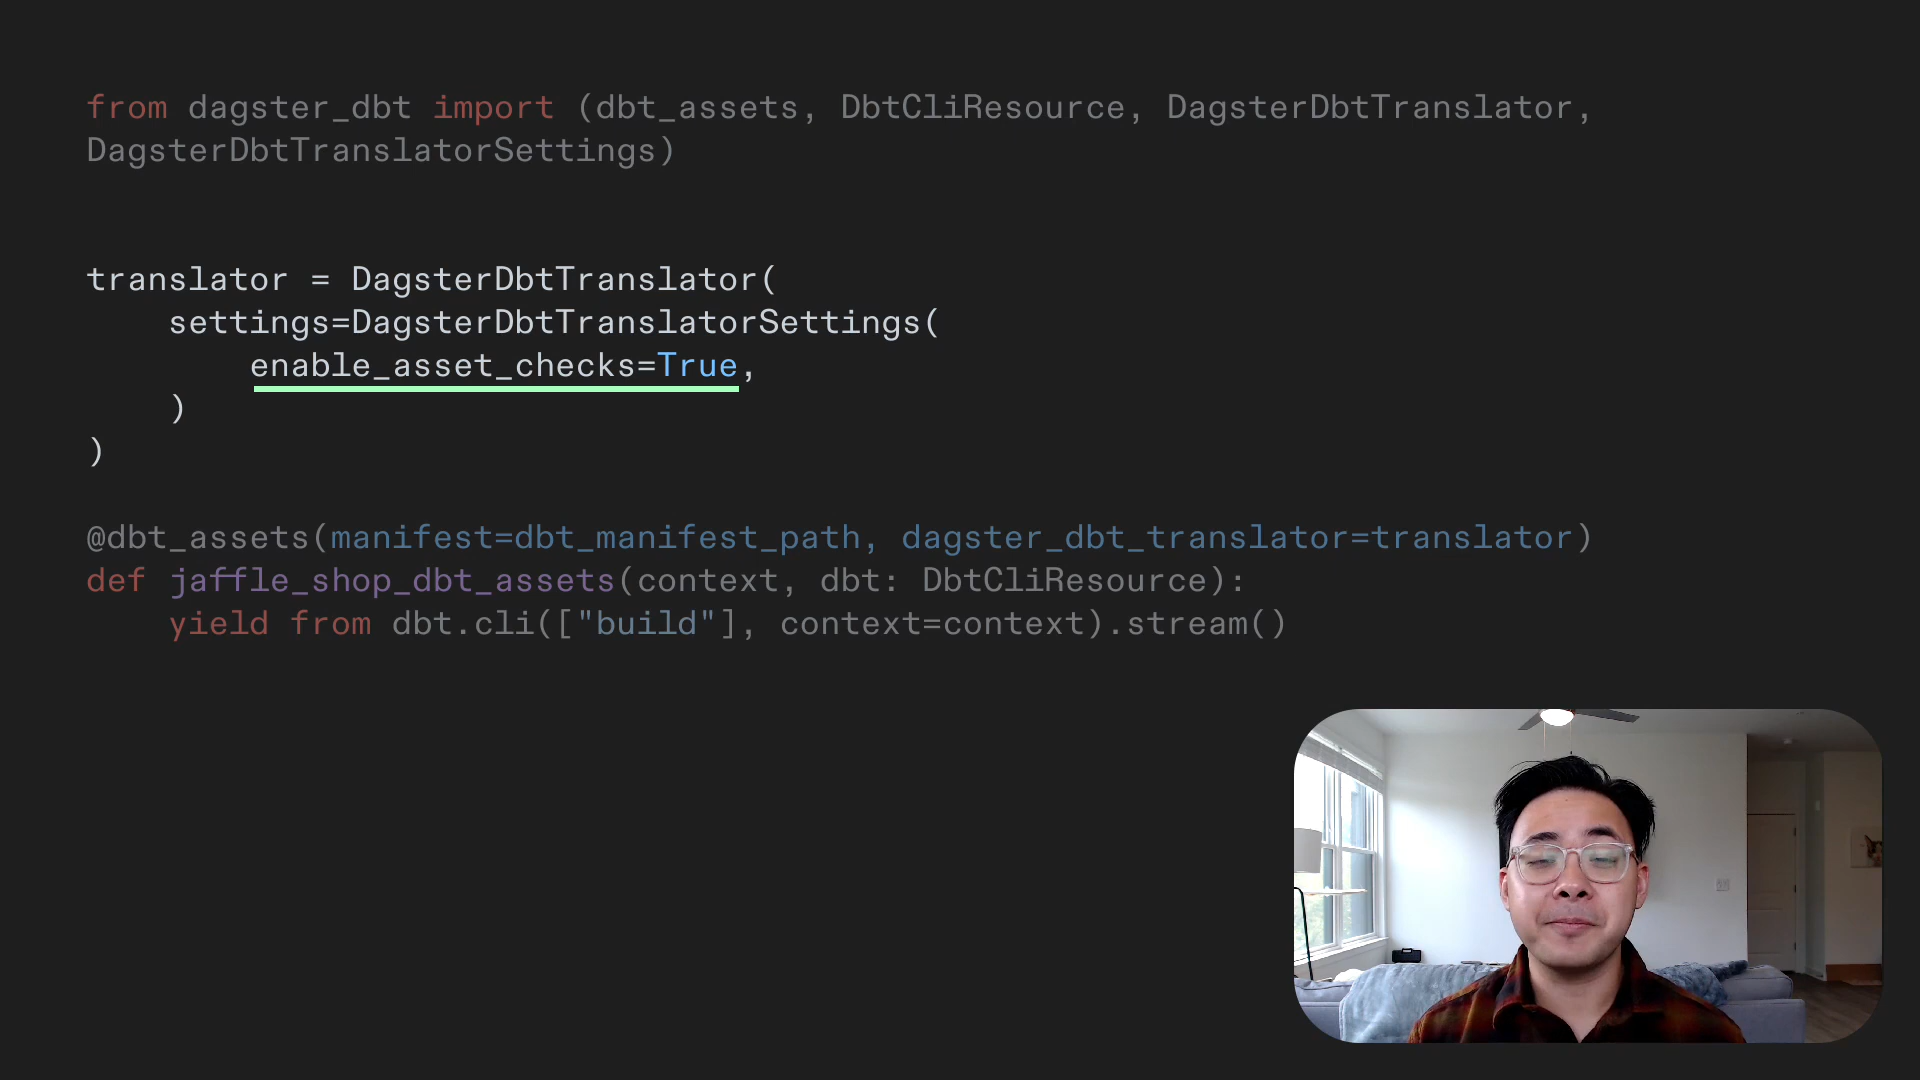 from dagster_dbt import (dbt_assets, DbtCliResource, DagsterDbtTranslator,
DagsterDbtTranslatorSettings)
translator = DagsterDbtTranslator(
    settings=DagsterDbtTranslatorSettings(
        enable_asset_checks=True,
    )
)
@dbt_assets(manifest=dbt_manifest_path, dagster_dbt_translator=translator)
def jaffle_shop_dbt_assets(context, dbt: DbtCliResource):
    yield from dbt.cli(["build"], context=context).stream()